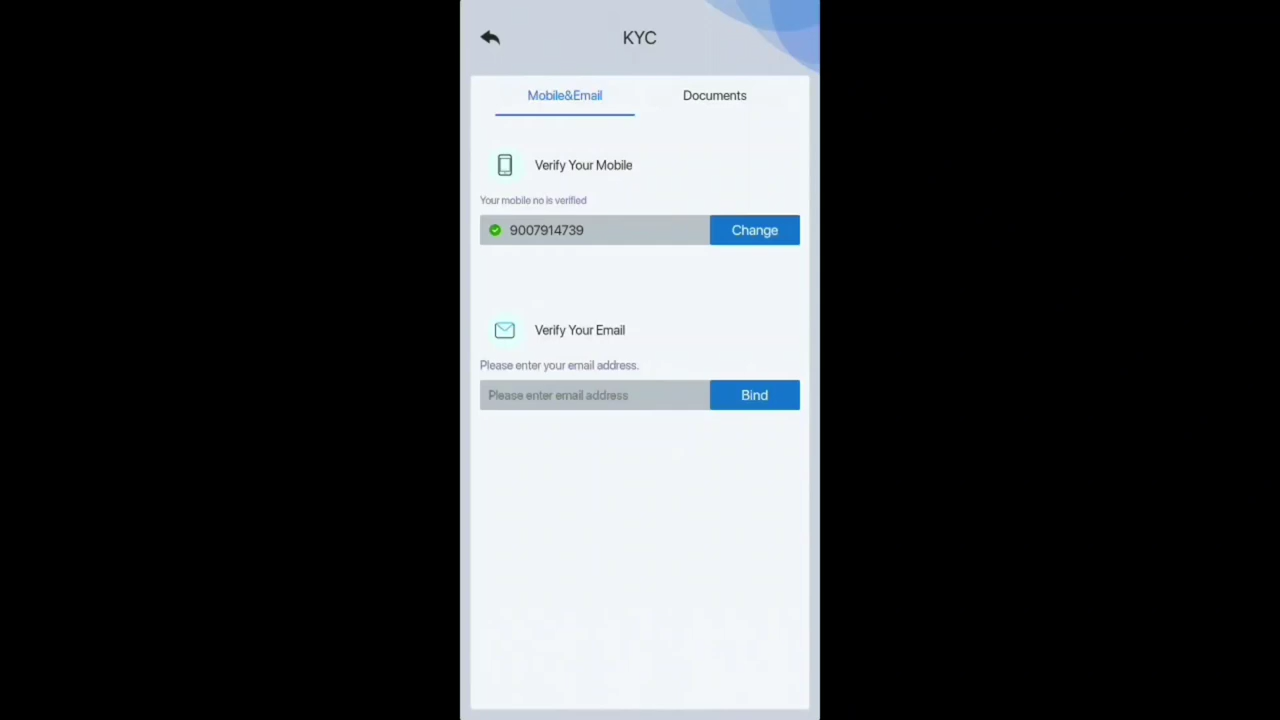 KYC
Mobile&Email
Documents
Verify Your Mobile
Your mobile no is verified
9007914739
Change
Verify Your Email
Please enter your email address.
Please enter email address
Bind